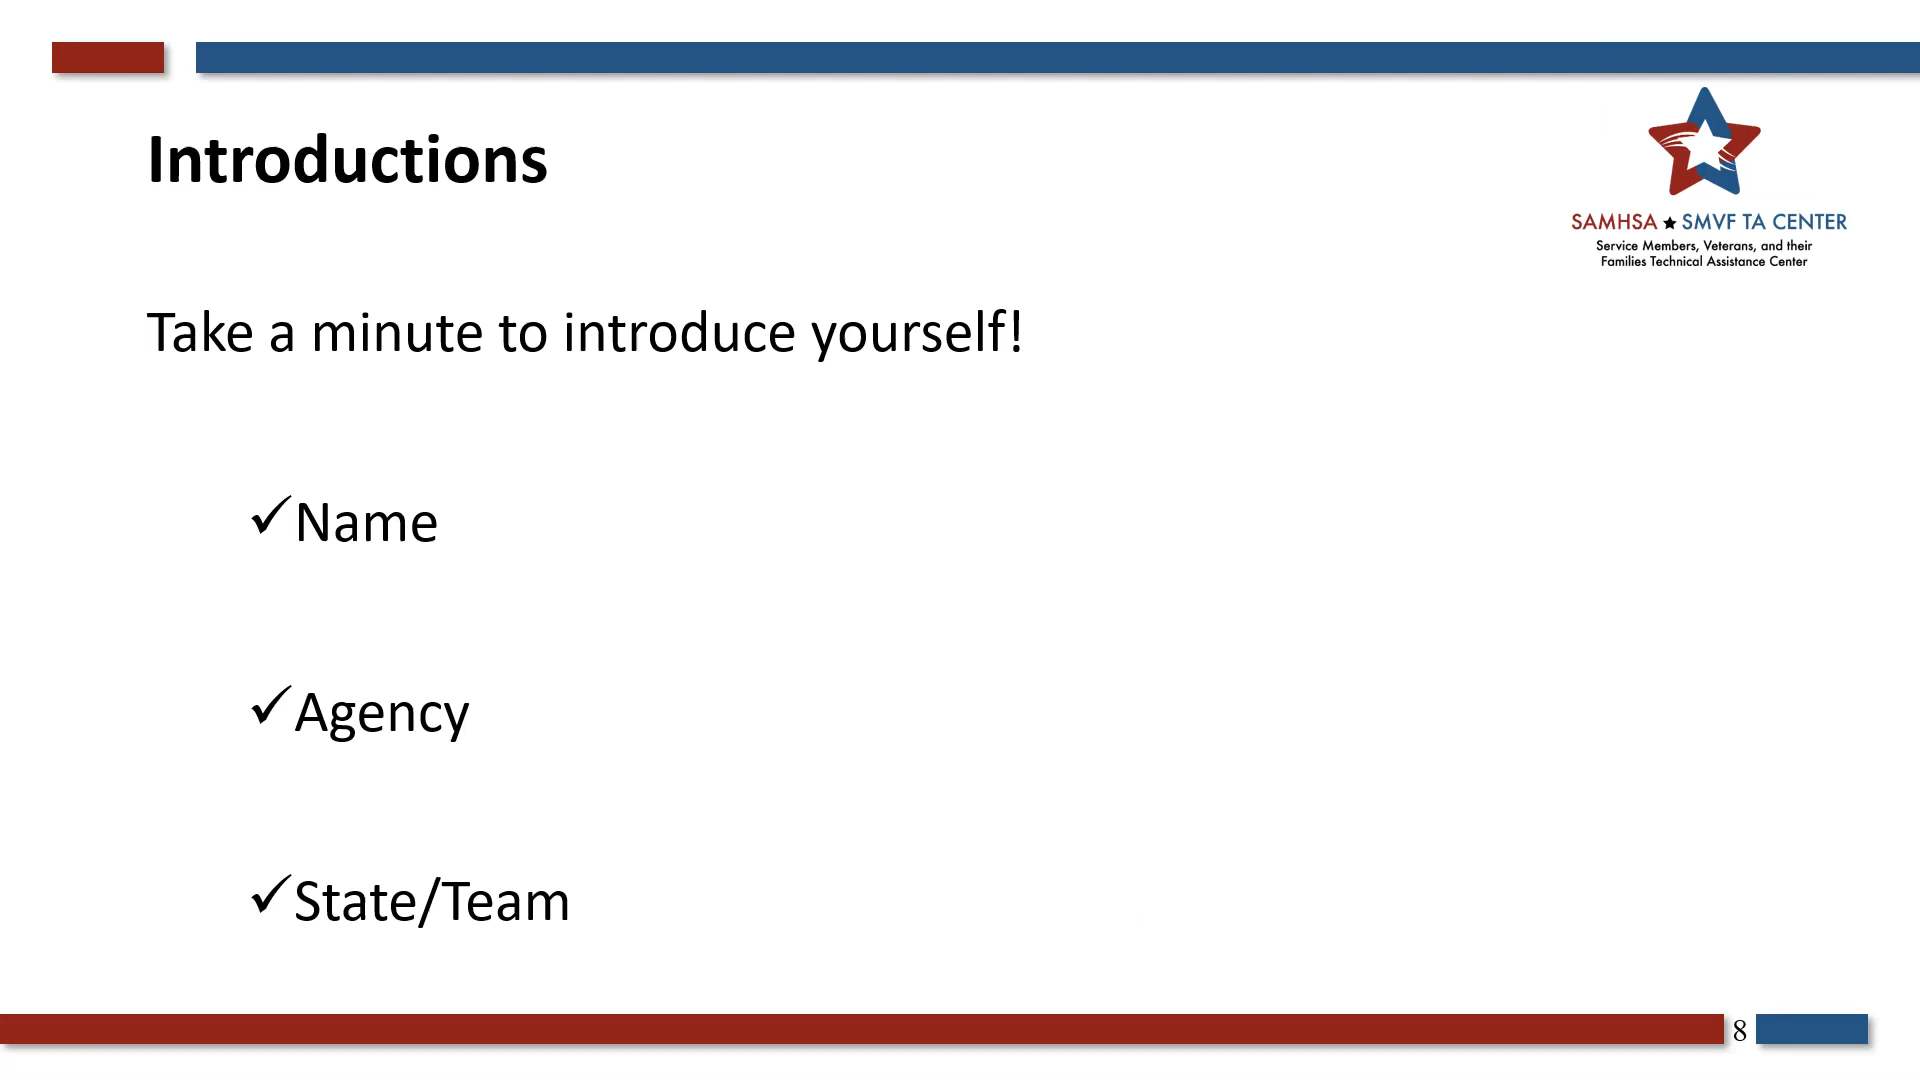 Introductions
SAMHSA ★ SMVF TA CENTER
Service Members, Veterans, and their
Families Technical Assistance Center
Take a minute to introduce yourself!
✓Name
✓Agency
✓State/Team
8